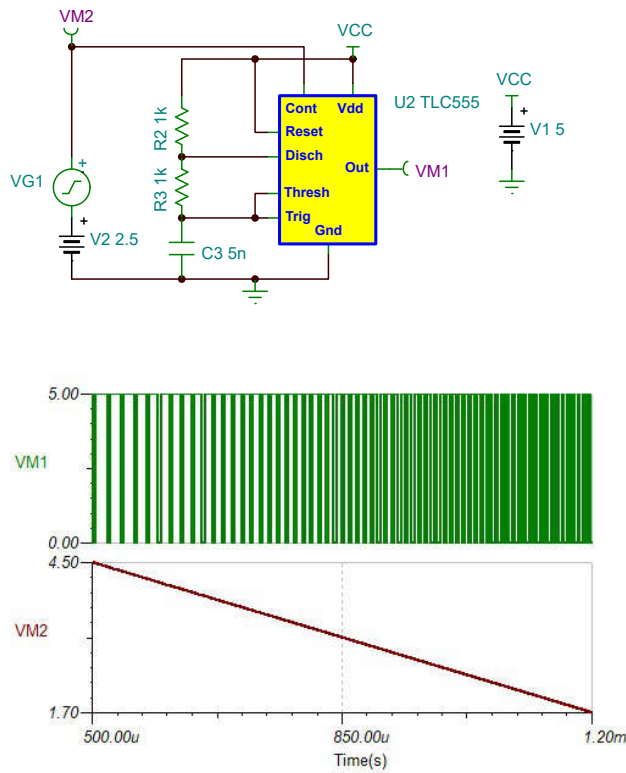 VM2
VCC
U2 TLC555
VCC
Cont Vdd
R2 1k
Reset
V1 5
Disch
Out
VM1
VG1
R3 1k
Thresh
Trig
Gnd
V2 2.5
C3 5n
5.00
VM1
0.00
4.50
VM2
1.70
500.00u 850.00u 1.20m
Time(s)